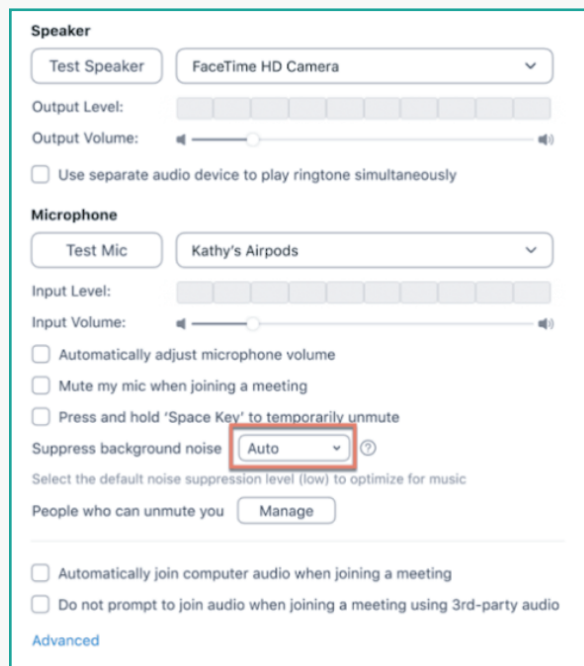 Speaker
Test Speaker FaceTime HD Camera
Output Level:
Output Volume:
Use separate audio device to play ringtone simultaneously
Microphone
Test Mic Kathy's Airpods
Input Level:
Input Volume:
Automatically adjust microphone volume
Mute my mic when joining a meeting
Press and hold ‘Space Key’ to temporarily unmute
Suppress background noise Auto ?
Select the default noise suppression level (low) to optimize for music
People who can unmute you Manage
Automatically join computer audio when joining a meeting
Do not prompt to join audio when joining a meeting using 3rd-party audio
Advanced